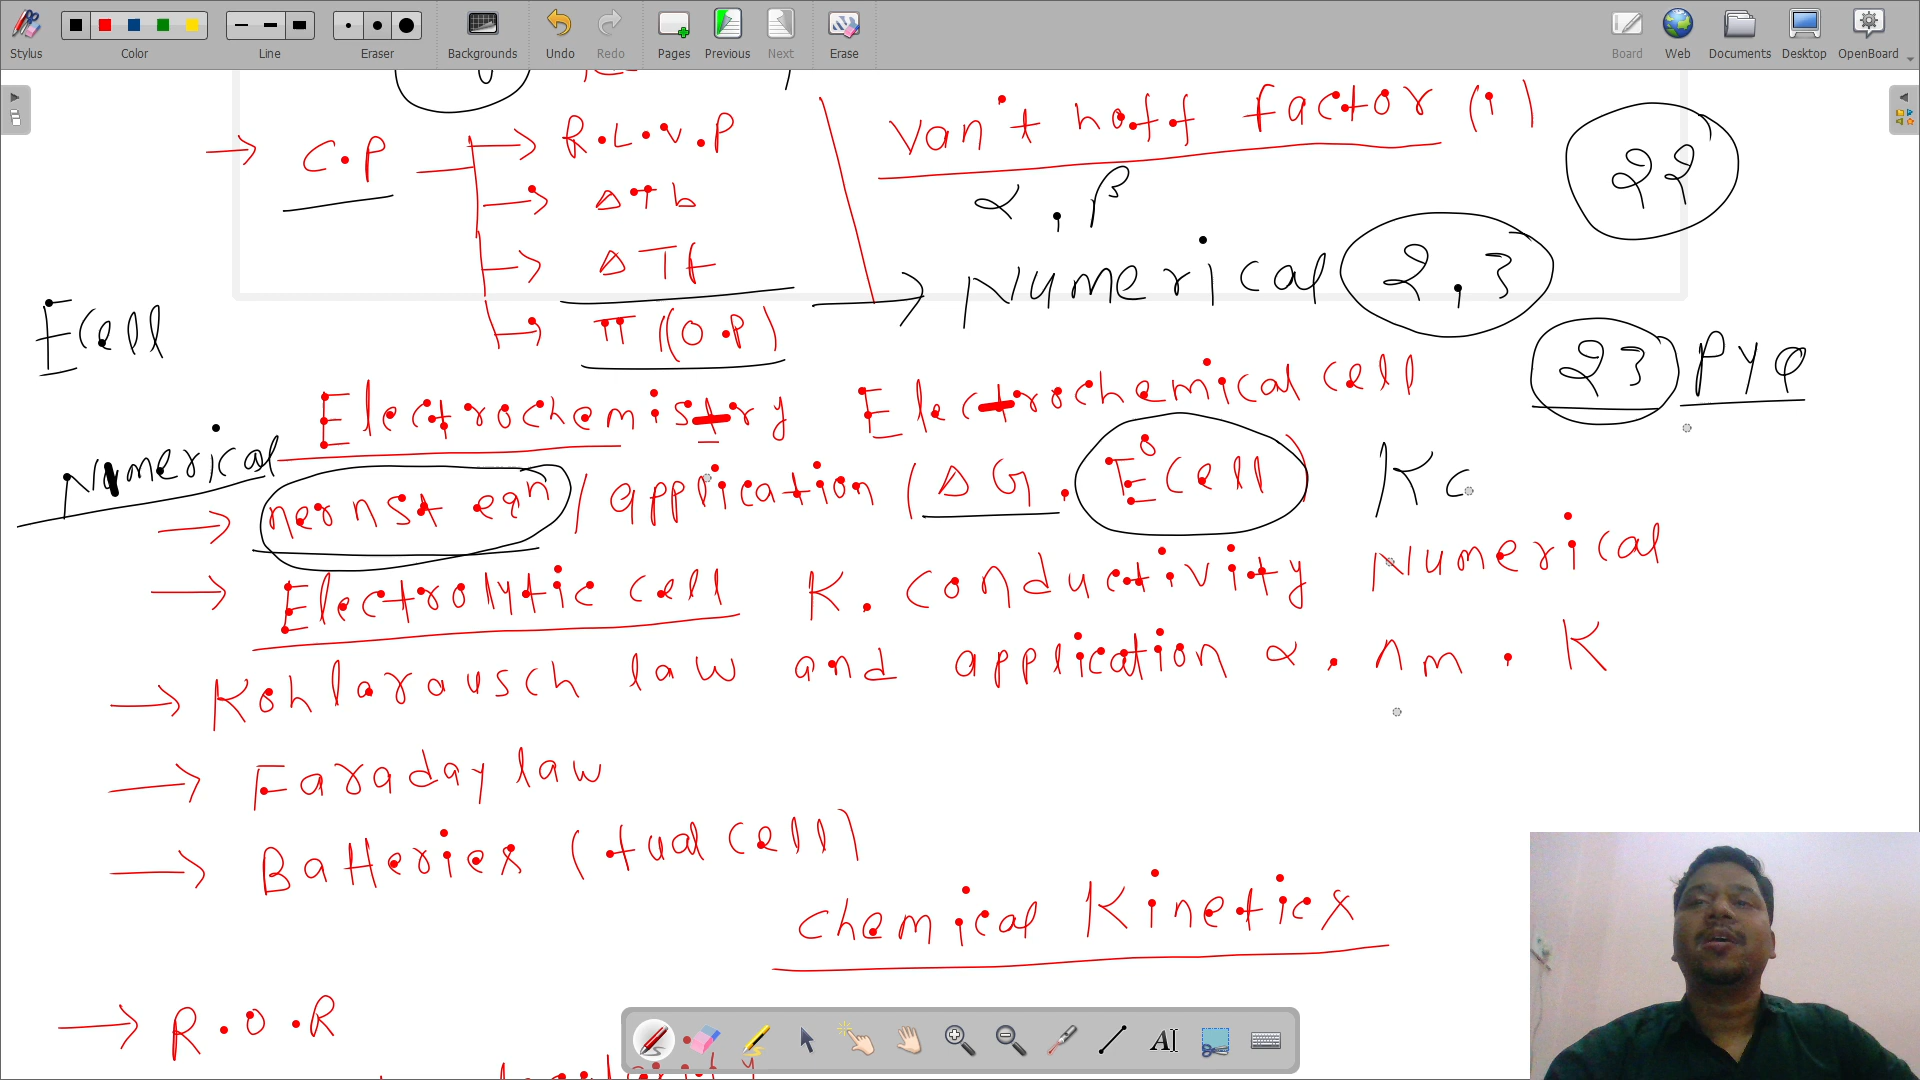 Stylus Color Line Eraser Backgrounds Undo Redo Pages Previous Next Erase Board Web Documents Desktop OpenBoard
→ C.P → R.L.V.P
→ ΔTb
→ ΔTf
→ π (O.P)
Van't hoff factor (i)
α, β
22
→ Numerical 2,3
Ecell
23 PYQ
Electrochemistry Electrochemical cell
Numerical
→ nernst eqn / application (ΔG. E°cell) Kc
→ Electrolytic cell K. conductivity Numerical
→ Kohlarausch law and application α. Λm. K
→ Faraday law
→ Batteries (fual cell)
Chemical Kinetics
→ R.O.R